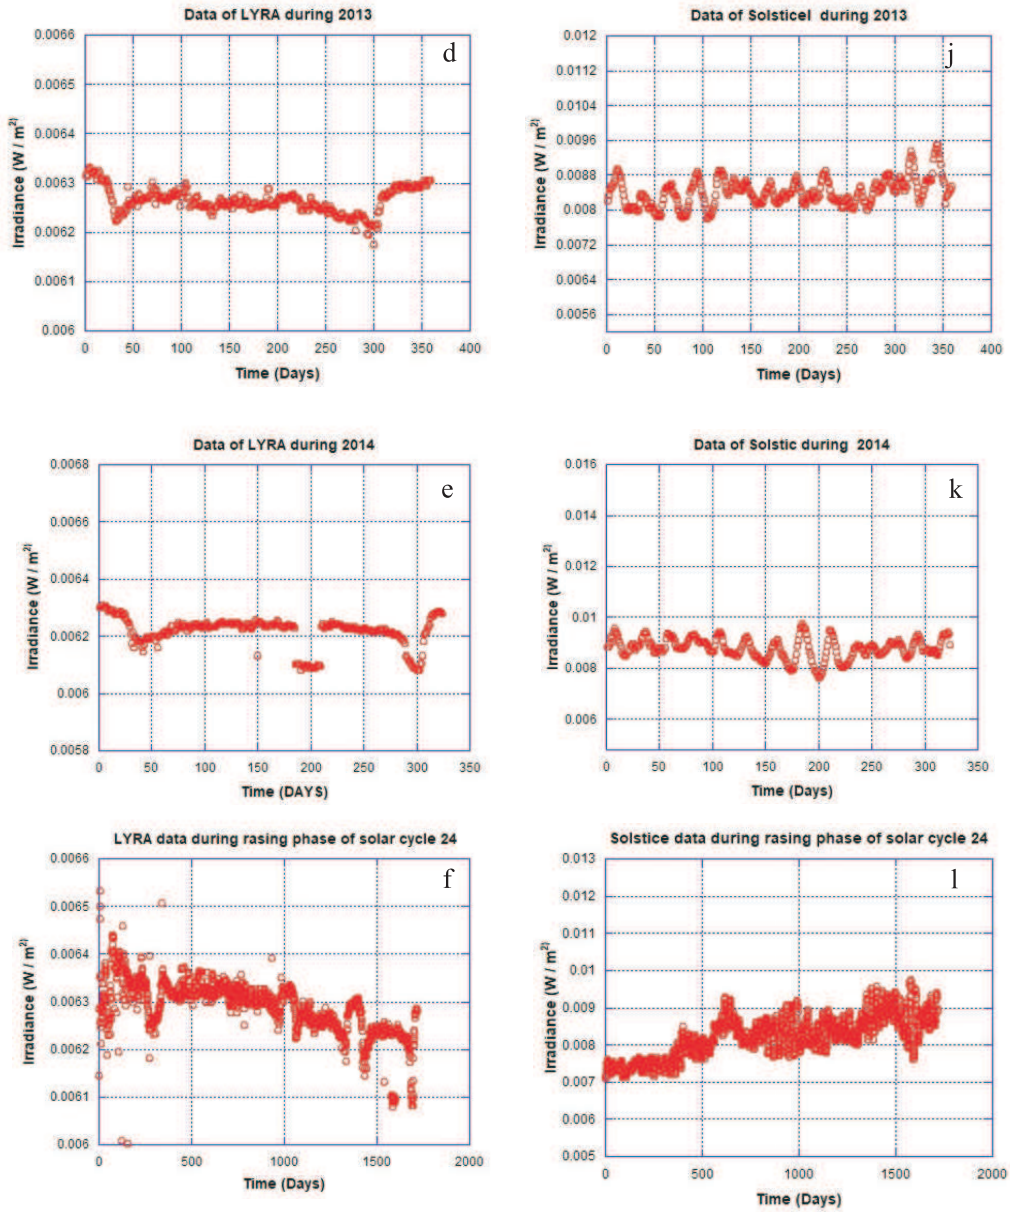 Data of LYRA during 2013
d
0.0066
0.0065
0.0064
0.0063
0.0062
0.0061
0.006
Irradiance (W / m²⁾
0 50 100 150 200 250 300 350 400
Time (Days)
Data of Solsticel during 2013
j
0.012
0.0112
0.0104
0.0096
0.0088
0.008
0.0072
0.0064
0.0056
Irradiance (W / m²⁾
0 50 100 150 200 250 300 350 400
Time (Days)
Data of LYRA during 2014
e
0.0068
0.0066
0.0064
0.0062
0.006
0.0058
Irradiance (W / m²⁾
0 50 100 150 200 250 300 350
Time (DAYS)
Data of Solstic during 2014
k
0.016
0.014
0.012
0.01
0.008
0.006
Irradiance (W / m²⁾
0 50 100 150 200 250 300 350
Time (Days)
LYRA data during rasing phase of solar cycle 24
f
0.0066
0.0065
0.0064
0.0063
0.0062
0.0061
0.006
Irradiance (W / m²⁾
0 500 1000 1500 2000
Time (Days)
Solstice data during rasing phase of solar cycle 24
l
0.013
0.012
0.011
0.01
0.009
0.008
0.007
0.006
0.005
Irradiance (W / m²⁾
0 500 1000 1500 2000
Time (Days)